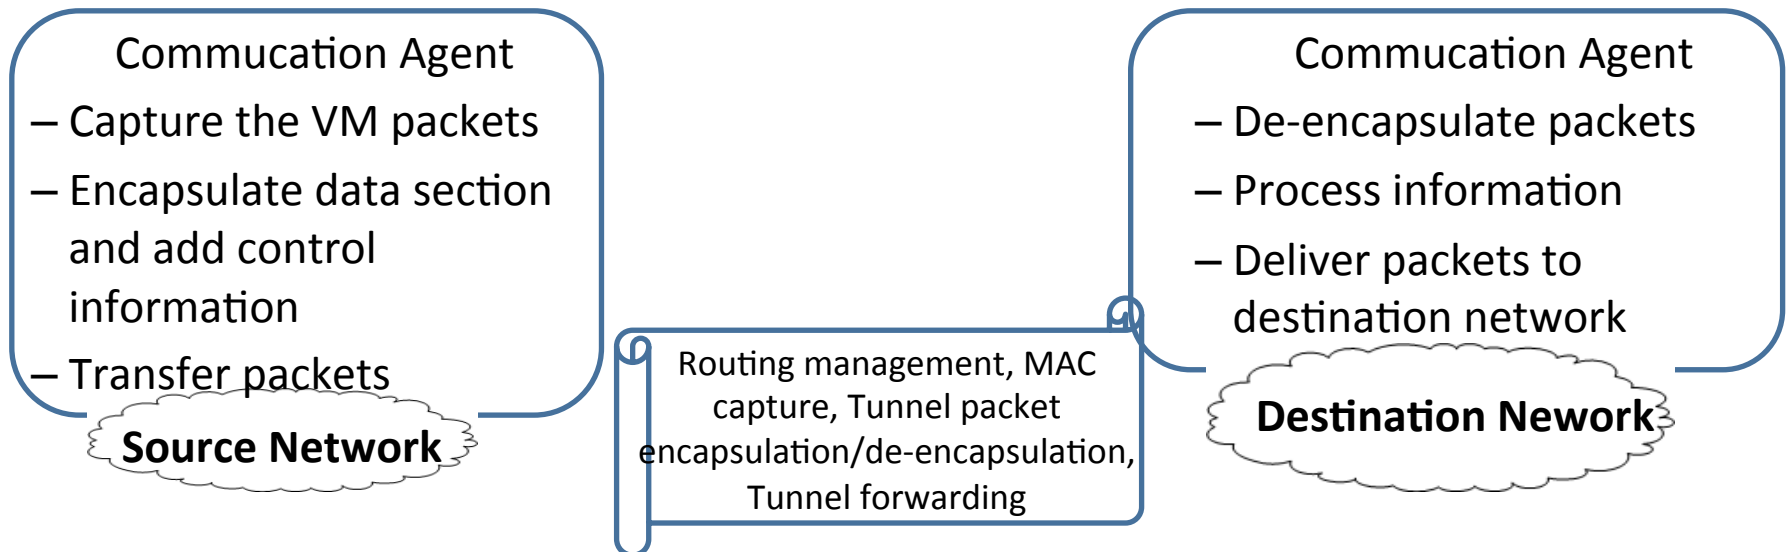 Commucation Agent
– Capture the VM packets
– Encapsulate data section
and add control
information
– Transfer packets
Source Network
Routing management, MAC
capture, Tunnel packet
encapsulation/de-encapsulation,
Tunnel forwarding
Commucation Agent
– De-encapsulate packets
– Process information
– Deliver packets to
destination network
Destination Nework